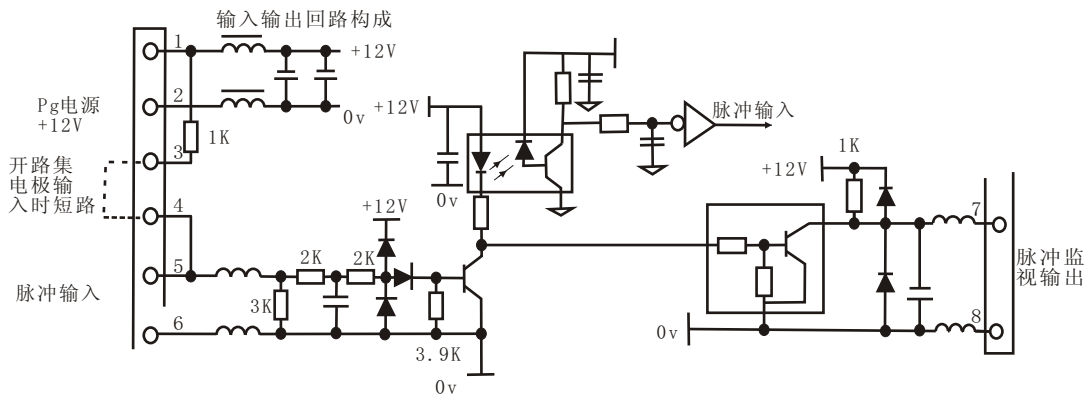 输入输出回路构成
1
+12V
2
Pg电源
+12V
0v
1K
3
开路集
电极输
入时短路
4
5
脉冲输入
6
+12V
0v
脉冲输入
+12V
2K
2K
3K
3.9K
0v
1K
+12V
7
脉冲监
视输出
8
0v